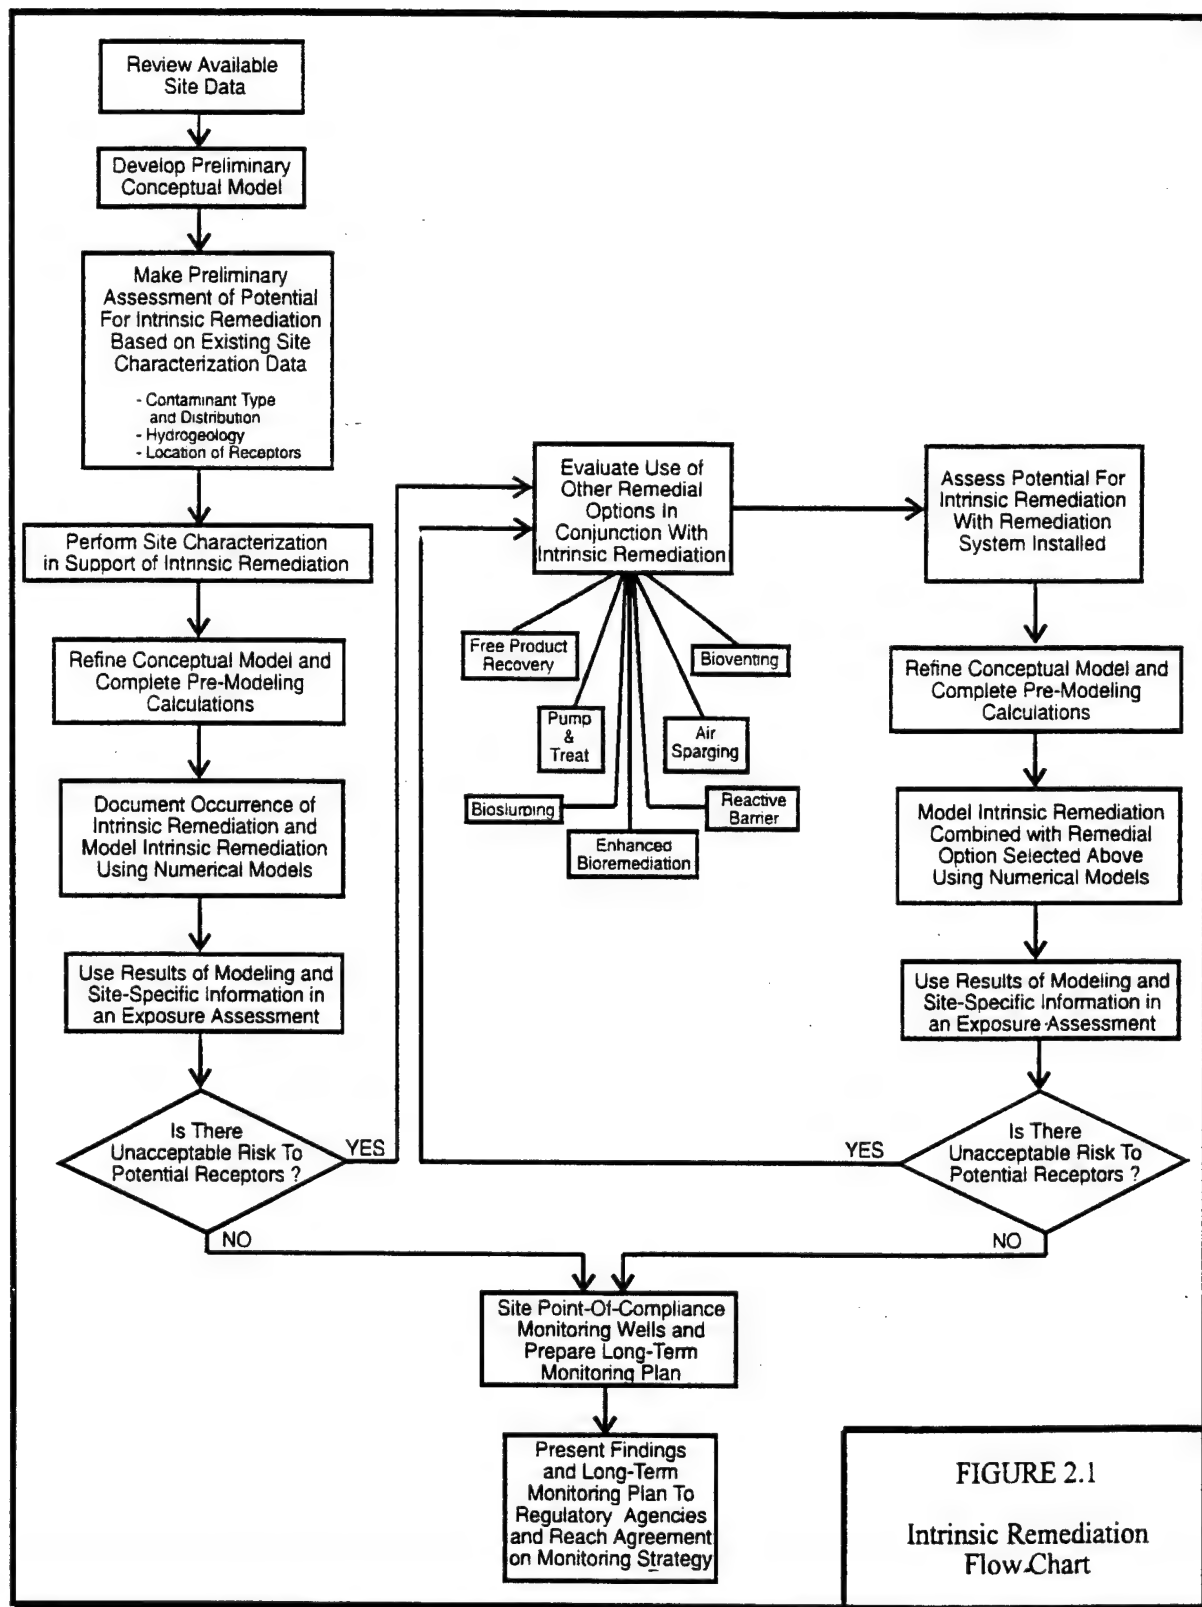 Review Available
Site Data
Develop Preliminary
Conceptual Model
Make Preliminary
Assessment of Potential
For Intrinsic Remediation
Based on Existing Site
Characterization Data
- Contaminant Type
and Distribution
- Hydrogeology
- Location of Receptors
Perform Site Characterization
in Support of Intrinsic Remediation
Refine Conceptual Model and
Complete Pre-Modeling
Calculations
Document Occurrence of
Intrinsic Remediation and
Model Intrinsic Remediation
Using Numerical Models
Use Results of Modeling and
Site-Specific Information in
an Exposure Assessment
Is There
Unacceptable Risk To
Potential Receptors ?
YES
NO
Evaluate Use of
Other Remedial
Options In
Conjunction With
Intrinsic Remediation
Free Product
Recovery
Bioventing
Pump
&
Treat
Air
Sparging
Bioslurping
Reactive
Barrier
Enhanced
Bioremediation
Assess Potential For
Intrinsic Remediation
With Remediation
System Installed
Refine Conceptual Model and
Complete Pre-Modeling
Calculations
Model Intrinsic Remediation
Combined with Remedial
Option Selected Above
Using Numerical Models
Use Results of Modeling and
Site-Specific Information in
an Exposure Assessment
Is There
Unacceptable Risk To
Potential Receptors ?
YES
NO
Site Point-Of-Compliance
Monitoring Wells and
Prepare Long-Term
Monitoring Plan
Present Findings
and Long-Term
Monitoring Plan To
Regulatory Agencies
and Reach Agreement
on Monitoring Strategy
FIGURE 2.1
Intrinsic Remediation
Flow Chart